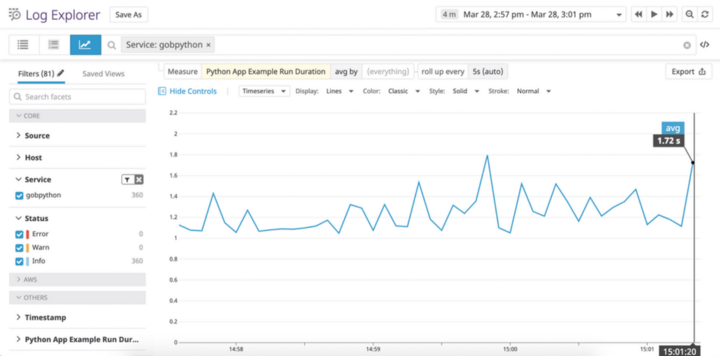 Log Explorer Save As 4 m Mar 28, 2:57 pm - Mar 28, 3:01 pm
Service: gobpython ×
Filters (81) Saved Views
Measure Python App Example Run Duration avg by (everything) roll up every 5s (auto) Export
Search facets
Hide Controls Timeseries Display: Lines Color: Classic Style: Solid Stroke: Normal
CORE
Source
Host
Service
gobpython 360
Status
Error 0
Warn 0
Info 360
AWS
OTHERS
Timestamp
Python App Example Run Dur...
2.2
2
1.8
1.6
1.4
1.2
1
0.8
0.6
0.4
0.2
0
avg
1.72 s
14:58 14:59 15:00 15:01
15:01:20